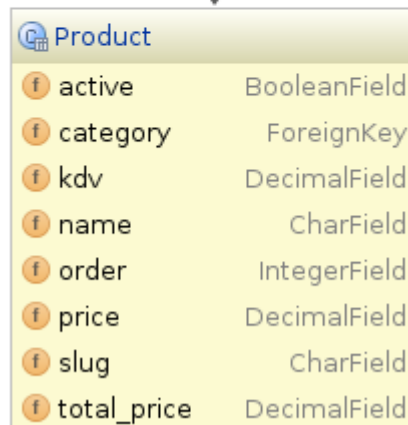 Product
active BooleanField
category ForeignKey
kdv DecimalField
name CharField
order IntegerField
price DecimalField
slug CharField
total_price DecimalField